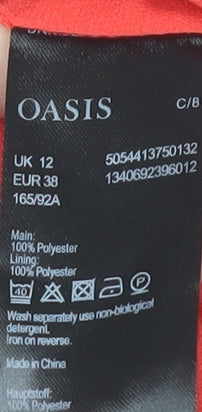 OASIS
C/8
UK 12
5054413750132
EUR 38
1340692396012
165/92A
Main:
100% Polyester
Lining:
100% Polyester
40
P
Wash separately use non-biological
detergent.
Iron on reverse.
Made in China
Hauptstoff:
100% Polyester